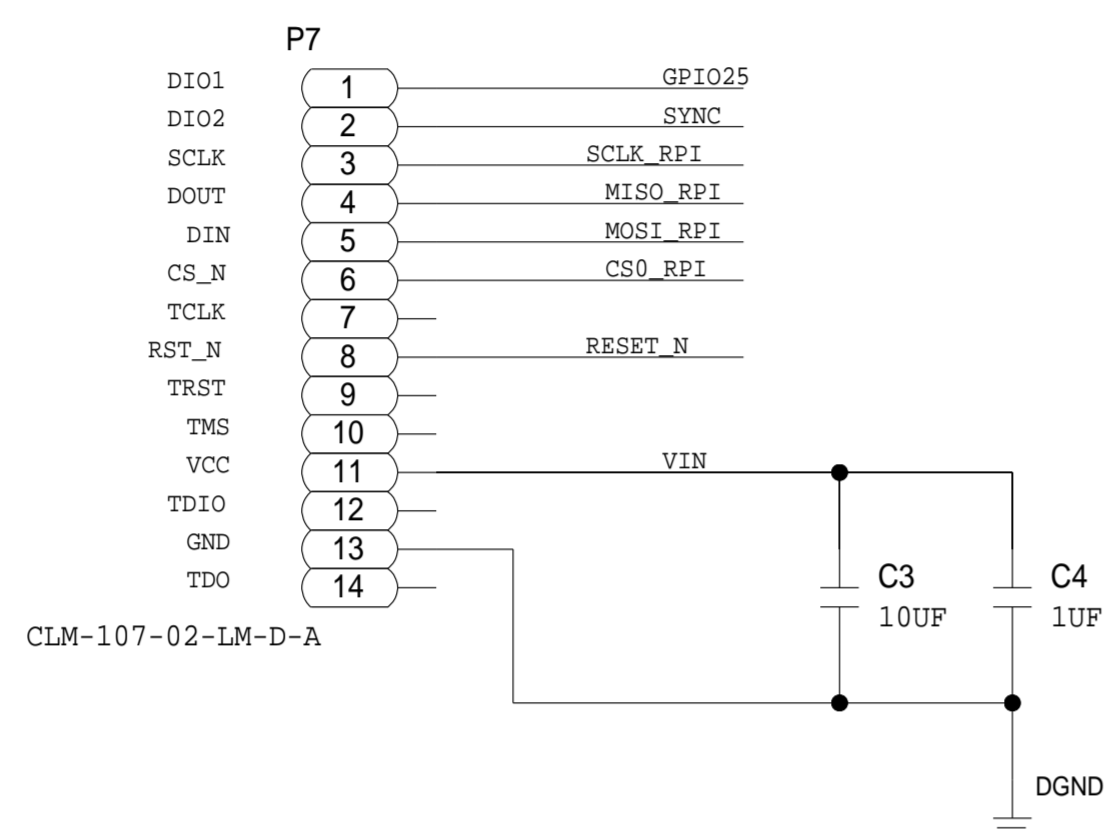 P7
DIO1 1 GPIO25
DIO2 2 SYNC
SCLK 3 SCLK_RPI
DOUT 4 MISO_RPI
DIN 5 MOSI_RPI
CS_N 6 CS0_RPI
TCLK 7
RST_N 8 RESET_N
TRST 9
TMS 10
VCC 11 VIN
TDIO 12
GND 13
TDO 14
C3 C4
10UF 1UF
CLM-107-02-LM-D-A
DGND